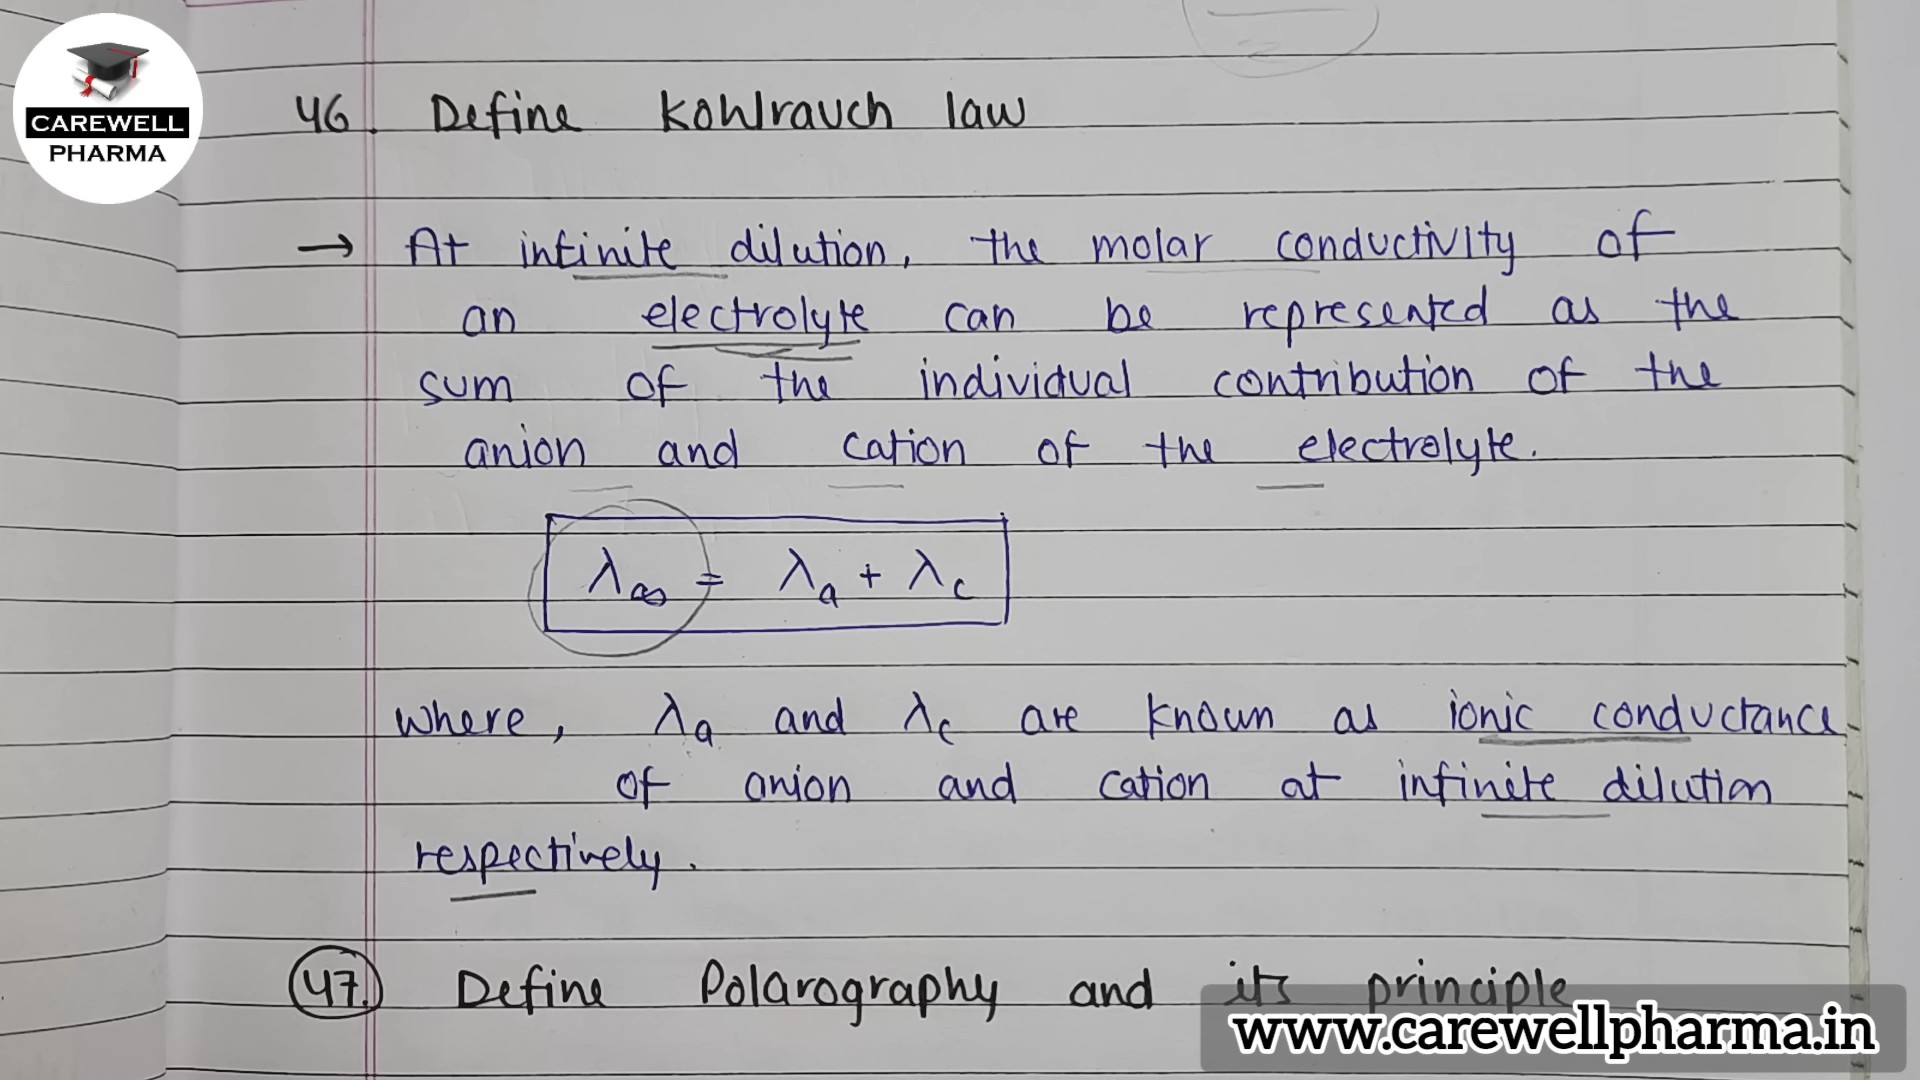 CAREWELL
PHARMA
46. Define Kohlrauch law
→ At infinite dilution, the molar conductivity of
an electrolyte can be represented as the
sum of the individual contribution of the
anion and cation of the electrolyte.
λ∞ = λa + λc
where, λa and λc are known as ionic conductance
of anion and cation at infinite dilution
respectively.
47. Define Polarography and its principle
www.carewellpharma.in